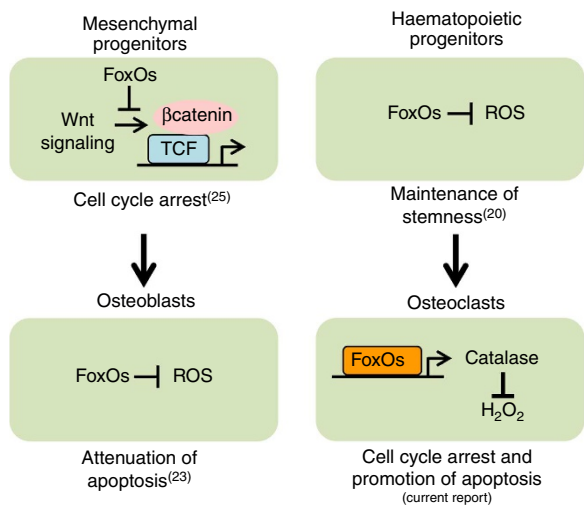 Mesenchymal
progenitors
FoxOs
Wnt
signaling
βcatenin
TCF
Cell cycle arrest(25)
Osteoblasts
FoxOs
ROS
Attenuation of
apoptosis(23)
Haematopoietic
progenitors
FoxOs
ROS
Maintenance of
stemness(20)
Osteoclasts
FoxOs
Catalase
H2O2
Cell cycle arrest and
promotion of apoptosis
(current report)